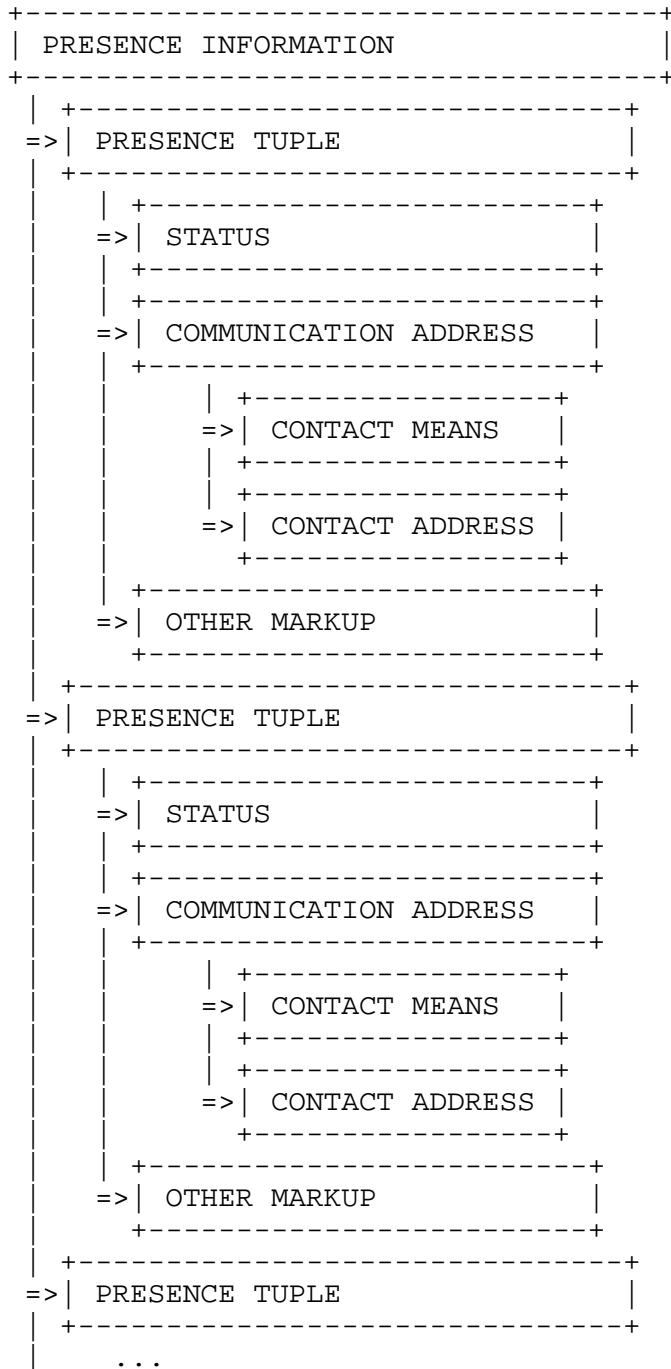 PRESENCE INFORMATION
=> PRESENCE TUPLE
=> STATUS
=> COMMUNICATION ADDRESS
=> CONTACT MEANS
=> CONTACT ADDRESS
=> OTHER MARKUP
=> PRESENCE TUPLE
=> STATUS
=> COMMUNICATION ADDRESS
=> CONTACT MEANS
=> CONTACT ADDRESS
=> OTHER MARKUP
=> PRESENCE TUPLE
...